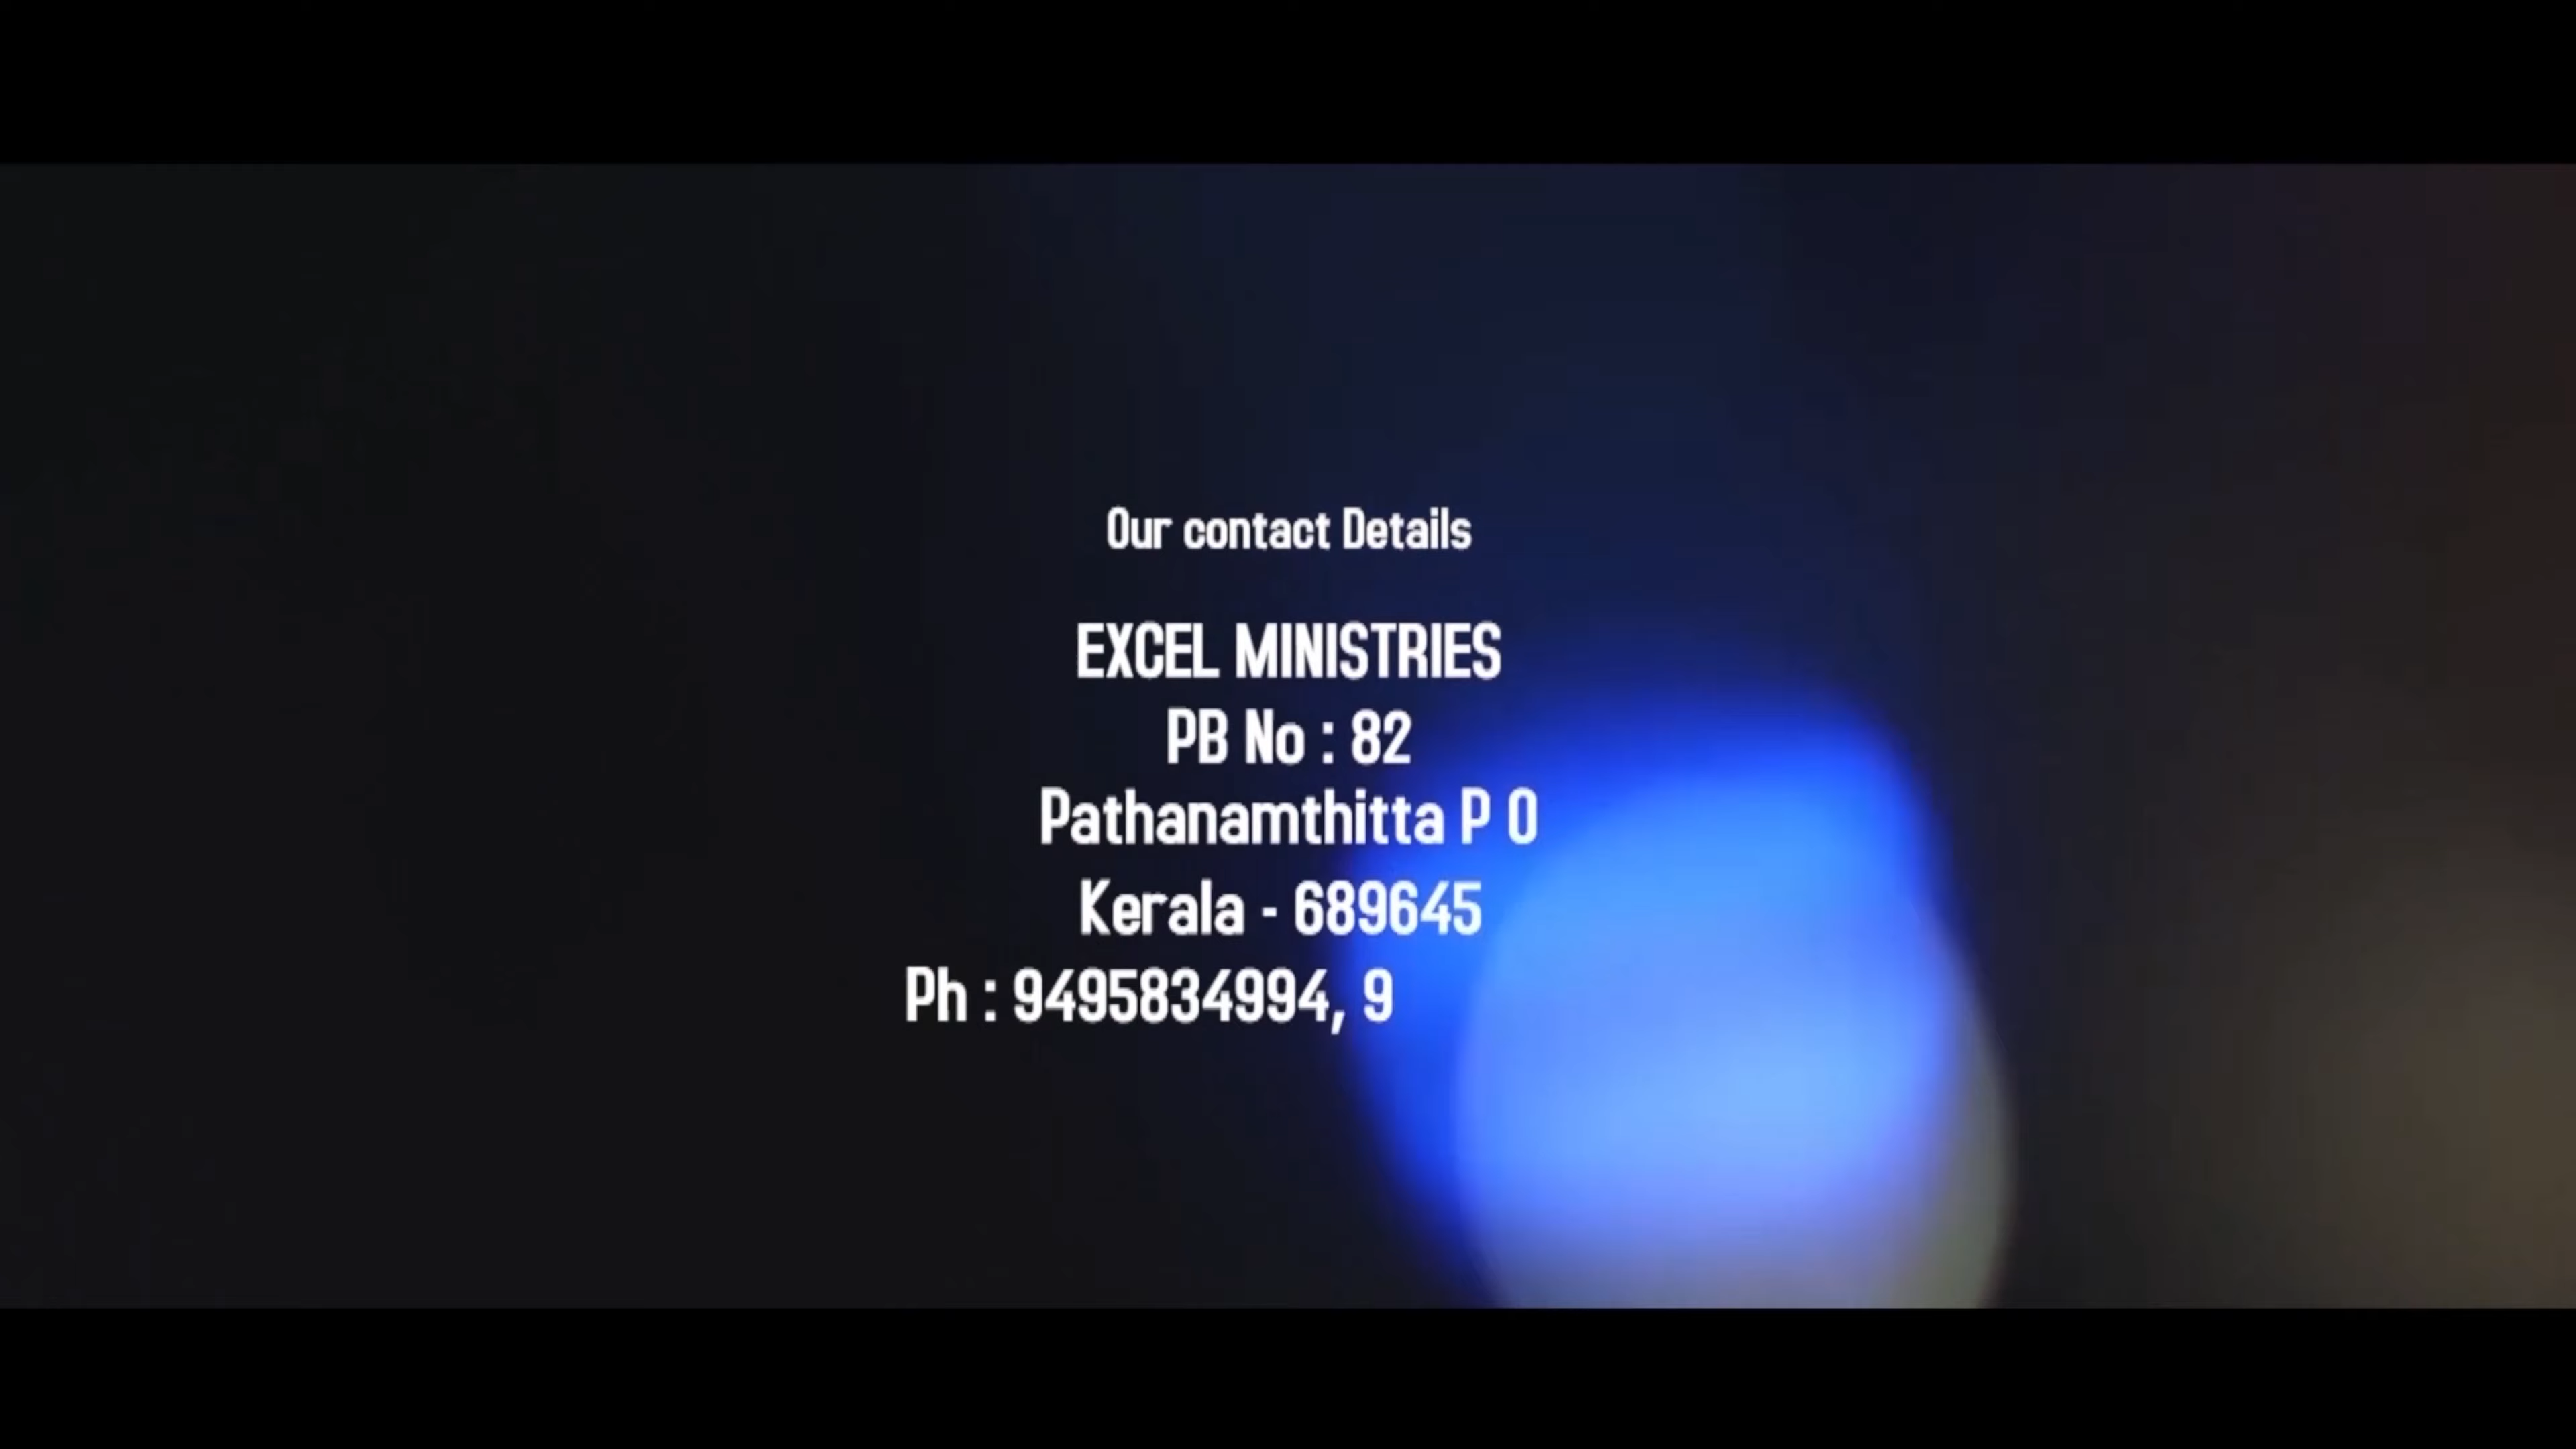 Our contact Details
EXCEL MINISTRIES
PB No : 82
Pathanamthitta P O
Kerala - 689645
Ph : 9495834994, 9